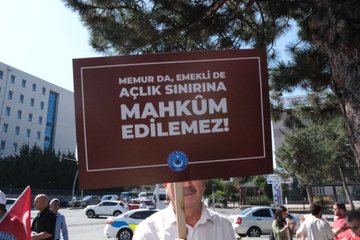 MEMUR DA, EMEKLİ DE
AÇLIK SINIRINA
MAHKÛM
EDİLEMEZ!